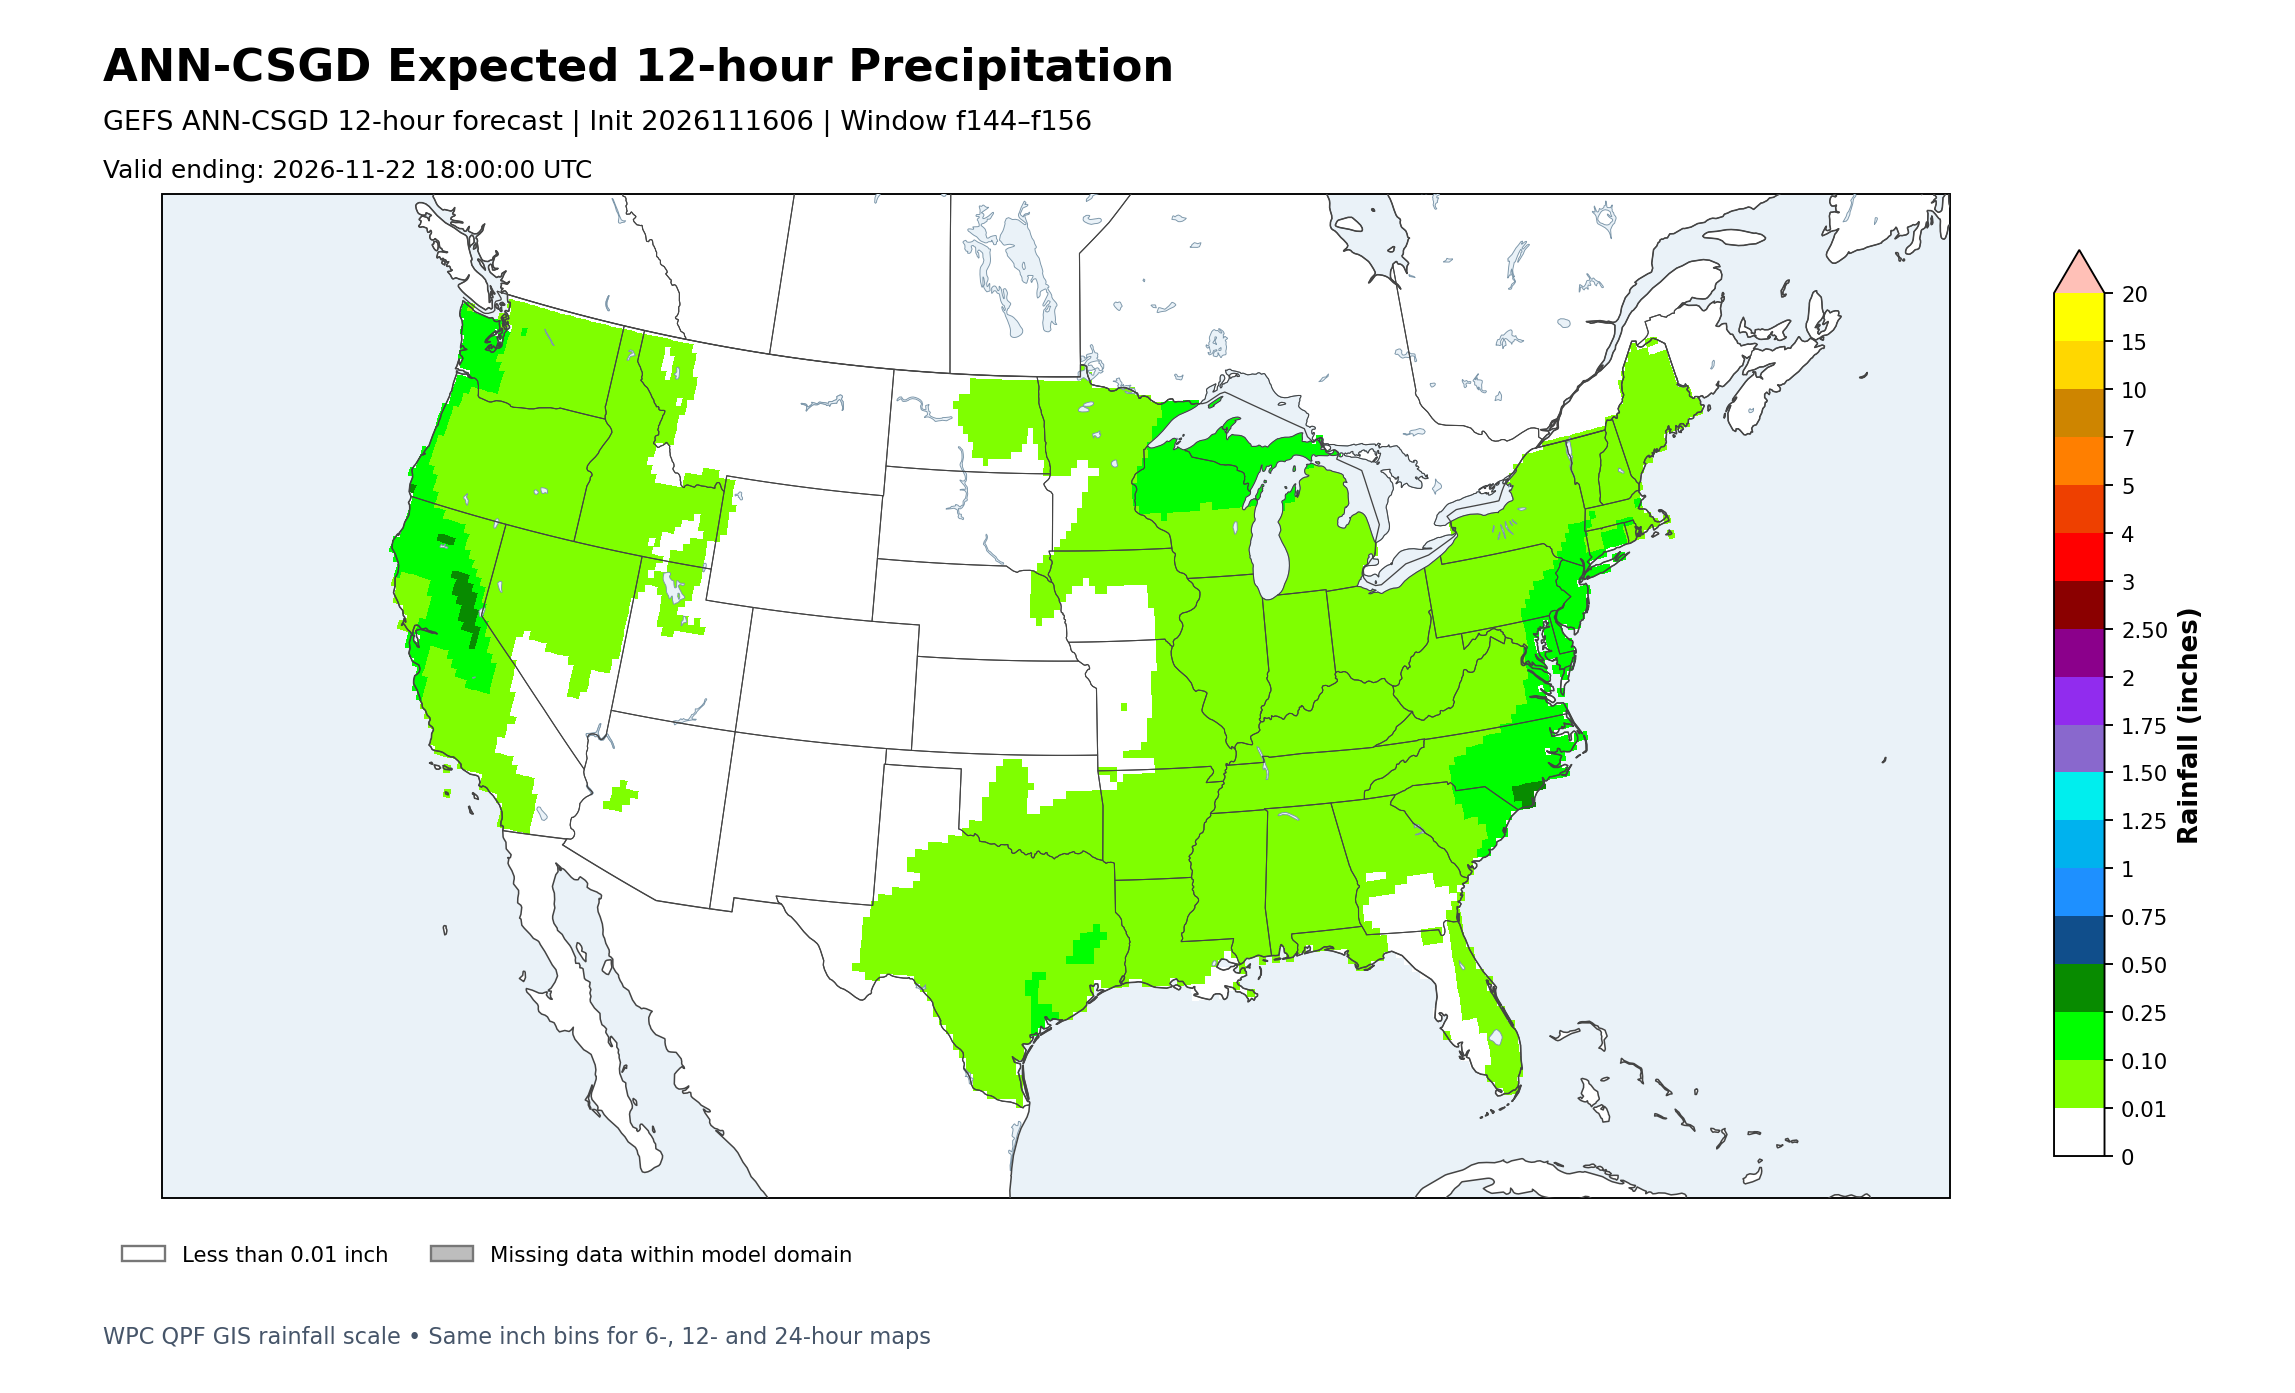 ANN-CSGD Expected 12-hour Precipitation
GEFS ANN-CSGD 12-hour forecast | Init 2026111606 | Window f144–f156
Valid ending: 2026-11-22 18:00:00 UTC
20
15
10
7
5
4
3
2.50
2
1.75
1.50
1.25
1
0.75
0.50
0.25
0.10
0.01
0
Rainfall (inches)
Less than 0.01 inch
Missing data within model domain
WPC QPF GIS rainfall scale • Same inch bins for 6-, 12- and 24-hour maps